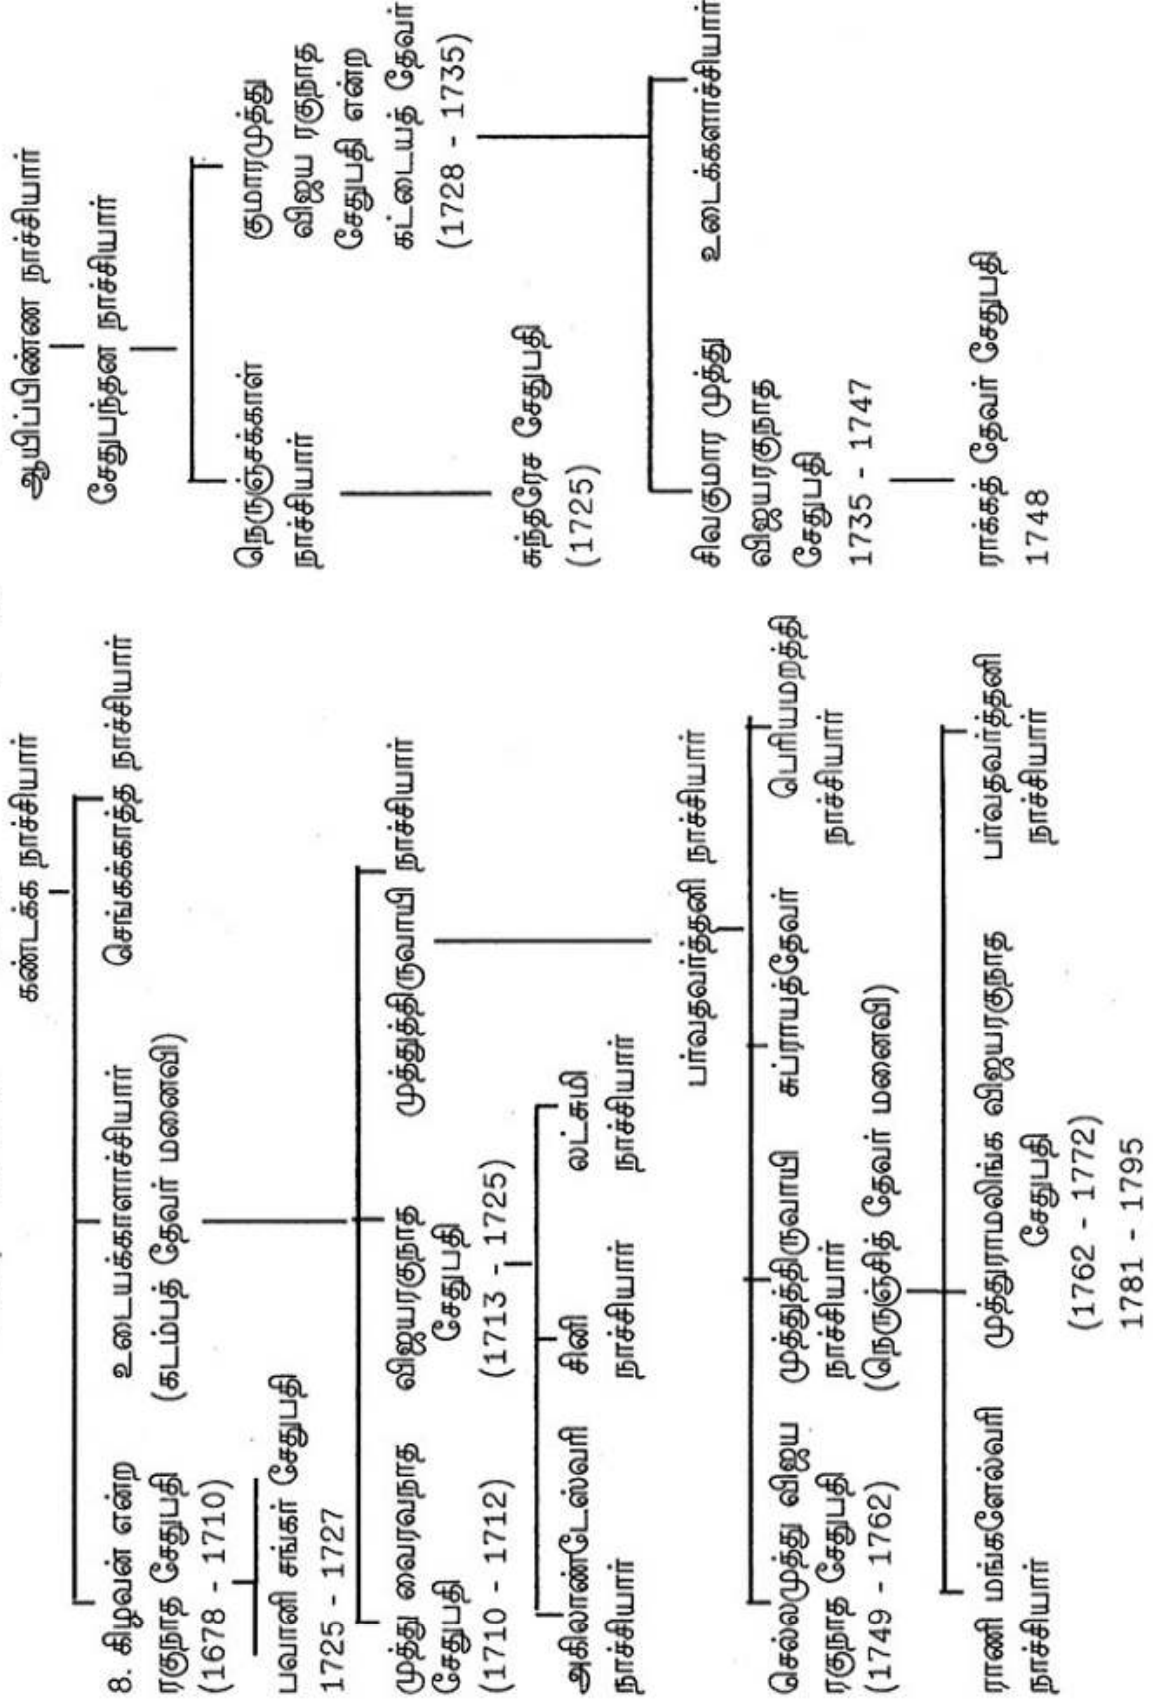 கண்டக்க நாச்சியார்
8. கிழவன் என்ற
ரகுநாத சேதுபதி
(1678 - 1710)
உடையக்காளாச்சியார்
(கடம்பத் தேவர் மனைவி)
செங்கக்காத்த நாச்சியார்
பவானி சங்கர் சேதுபதி
1725 - 1727
முத்து வைரவநாத
சேதுபதி
(1710 - 1712)
விஜயரகுநாத
சேதுபதி
(1713 - 1725)
முத்துத்திருவாயி நாச்சியார்
அகிலாண்டேஸ்வரி
நாச்சியார்
சினி
நாச்சியார்
லட்சுமி
நாச்சியார்
பர்வதவர்த்தனி நாச்சியார்
செல்லமுத்து விஜய
ரகுநாத சேதுபதி
(1749 - 1762)
முத்துத்திருவாயி
நாச்சியார்
(நெருஞ்சித் தேவர் மனைவி)
சுப்ராயத்தேவர்
பெரியமறத்தி
நாச்சியார்
ராணி மங்களேல்வரி
நாச்சியார்
முத்துராமலிங்க விஜயரகுநாத
சேதுபதி
(1762 - 1772)
1781 - 1795
பர்வதவர்த்தனி
நாச்சியார்
ஆயிப்பிண்ண நாச்சியார்
சேதுபந்தன நாச்சியார்
நெருஞ்சக்காள்
நாச்சியார்
குமாரமுத்து
விஜய ரகுநாத
சேதுபதி என்ற
கட்டையத் தேவர்
(1728 - 1735)
சுந்தரேச சேதுபதி
(1725)
சிவகுமார முத்து
விஜயரகுநாத
சேதுபதி
1735 - 1747
உடைக்களாச்சியார்
ராக்கத் தேவர் சேதுபதி
1748